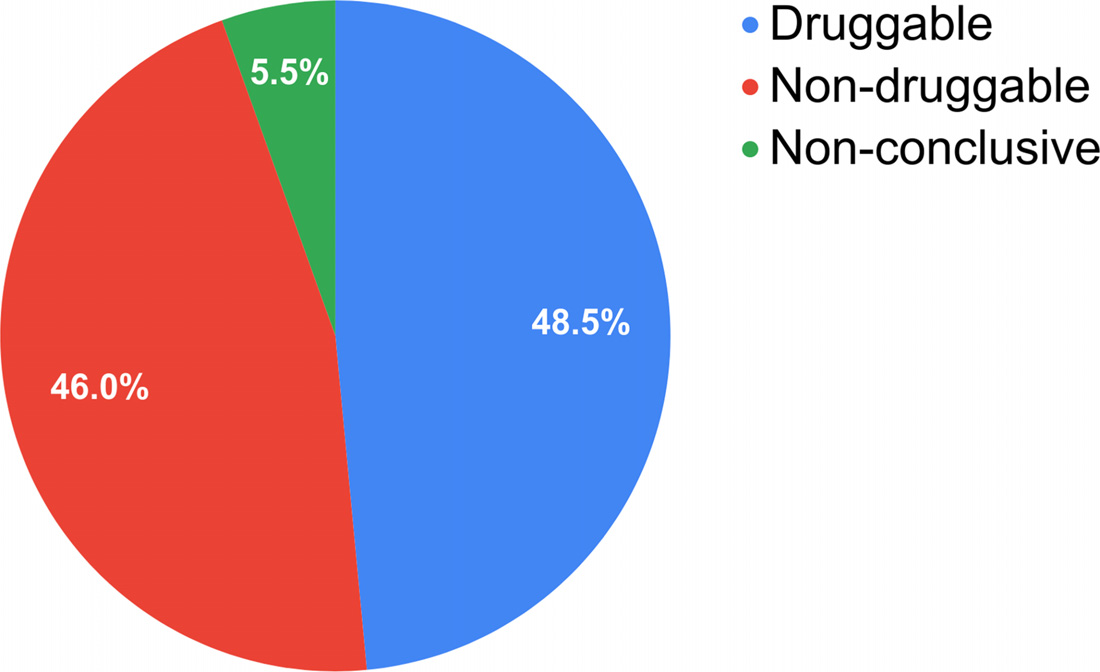 Druggable
Non-druggable
Non-conclusive
5.5%
48.5%
46.0%